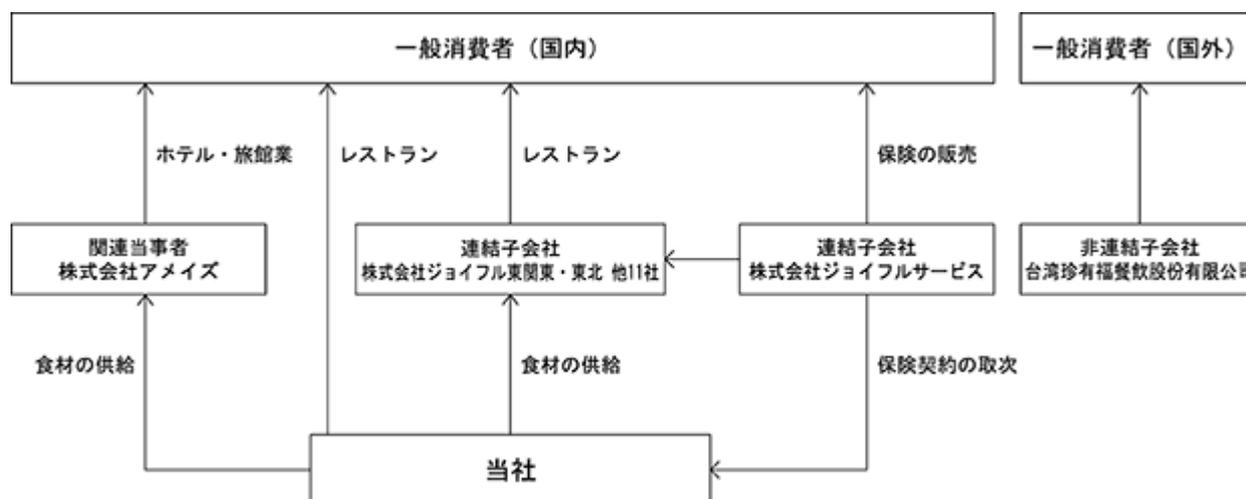 一般消費者（国内）
一般消費者（国外）
ホテル・旅館業
レストラン
レストラン
保険の販売
関連当事者
株式会社アメイズ
連結子会社
株式会社ジョイフル東関東・東北 他11社
連結子会社
株式会社ジョイフルサービス
非連結子会社
台湾珍有福餐飲股份有限公司
食材の供給
食材の供給
保険契約の取次
当社